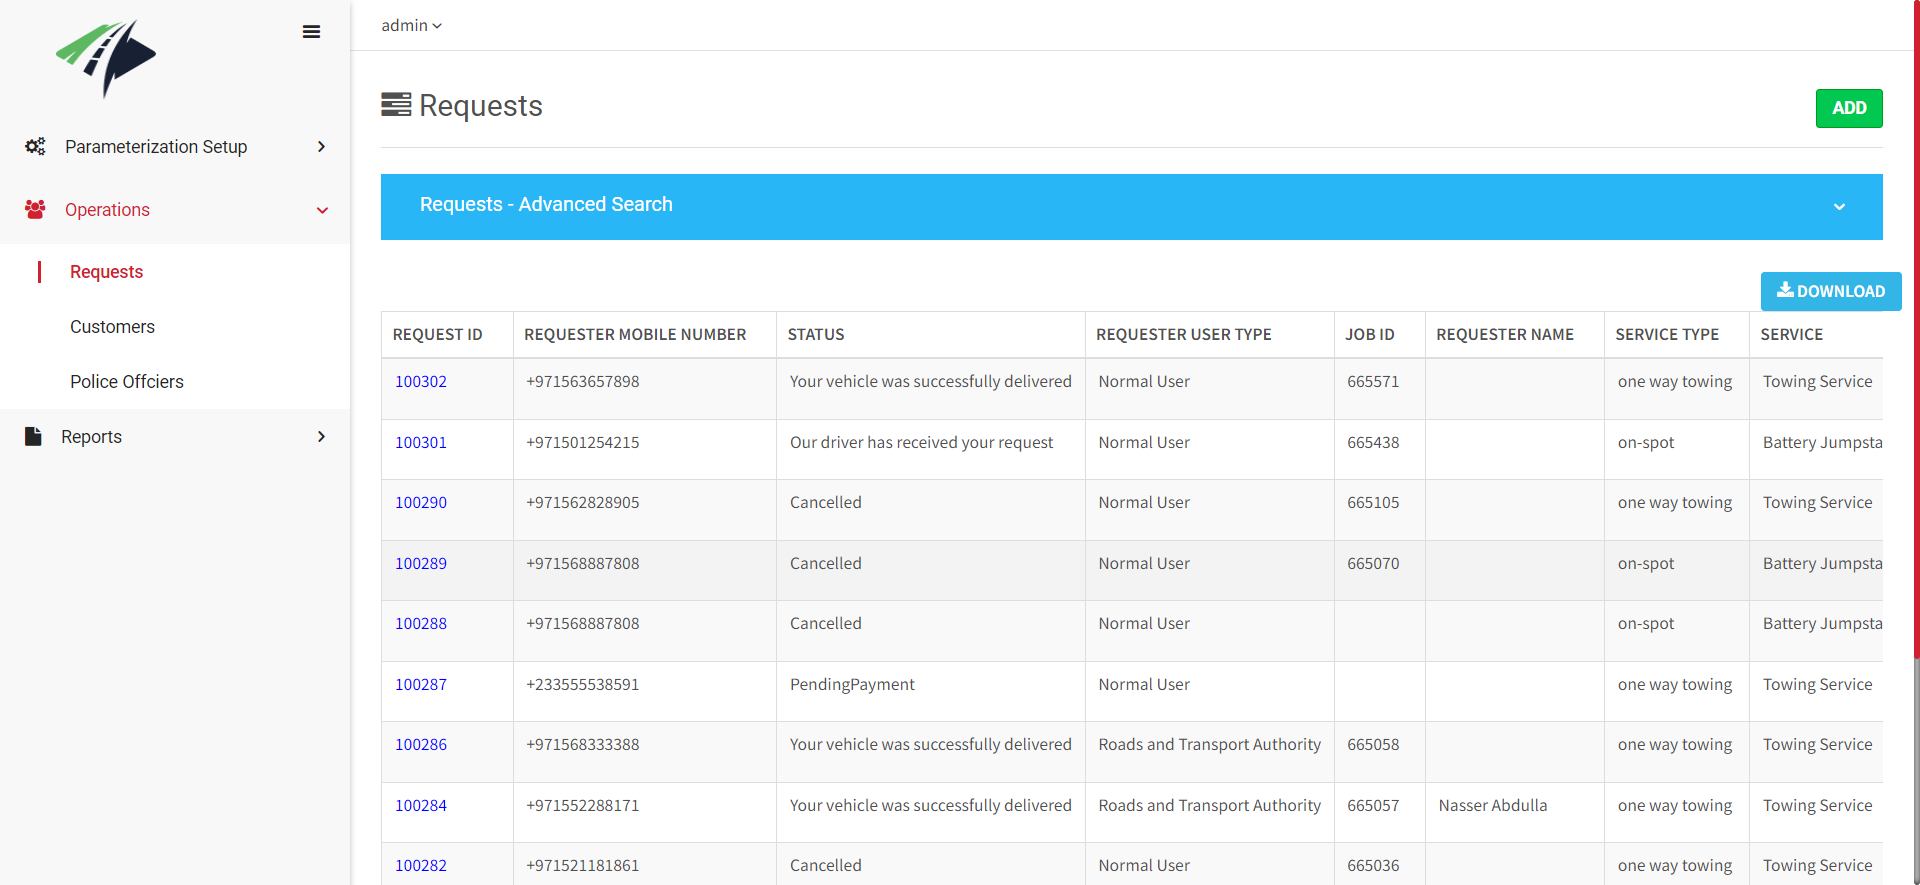 admin
Requests
ADD
Parameterization Setup
Operations
Requests
Customers
Police Offciers
Reports
Requests - Advanced Search
DOWNLOAD
REQUEST ID REQUESTER MOBILE NUMBER STATUS REQUESTER USER TYPE JOB ID REQUESTER NAME SERVICE TYPE SERVICE
100302 +971563657898 Your vehicle was successfully delivered Normal User 665571 one way towing Towing Service
100301 +971501254215 Our driver has received your request Normal User 665438 on-spot Battery Jumpsta
100290 +971562828905 Cancelled Normal User 665105 one way towing Towing Service
100289 +971568887808 Cancelled Normal User 665070 on-spot Battery Jumpsta
100288 +971568887808 Cancelled Normal User on-spot Battery Jumpsta
100287 +233555538591 PendingPayment Normal User one way towing Towing Service
100286 +971568333388 Your vehicle was successfully delivered Roads and Transport Authority 665058 one way towing Towing Service
100284 +971552288171 Your vehicle was successfully delivered Roads and Transport Authority 665057 Nasser Abdulla one way towing Towing Service
100282 +971521181861 Cancelled Normal User 665036 one way towing Towing Service